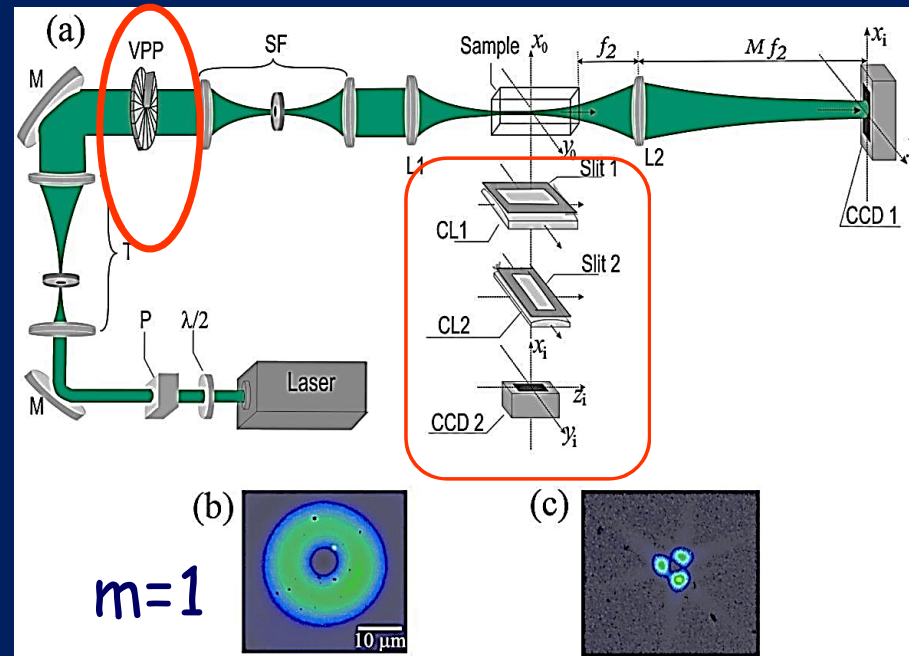 (a)
VPP
SF
Sample
x₀
f₂
M f₂
xᵢ
M
y₀
L1
L2
Slit 1
CCD 1
CL1
T
Slit 2
P
λ/2
CL2
xᵢ
Laser
M
CCD 2
zᵢ
yᵢ
(b)
(c)
m=1
10 µm